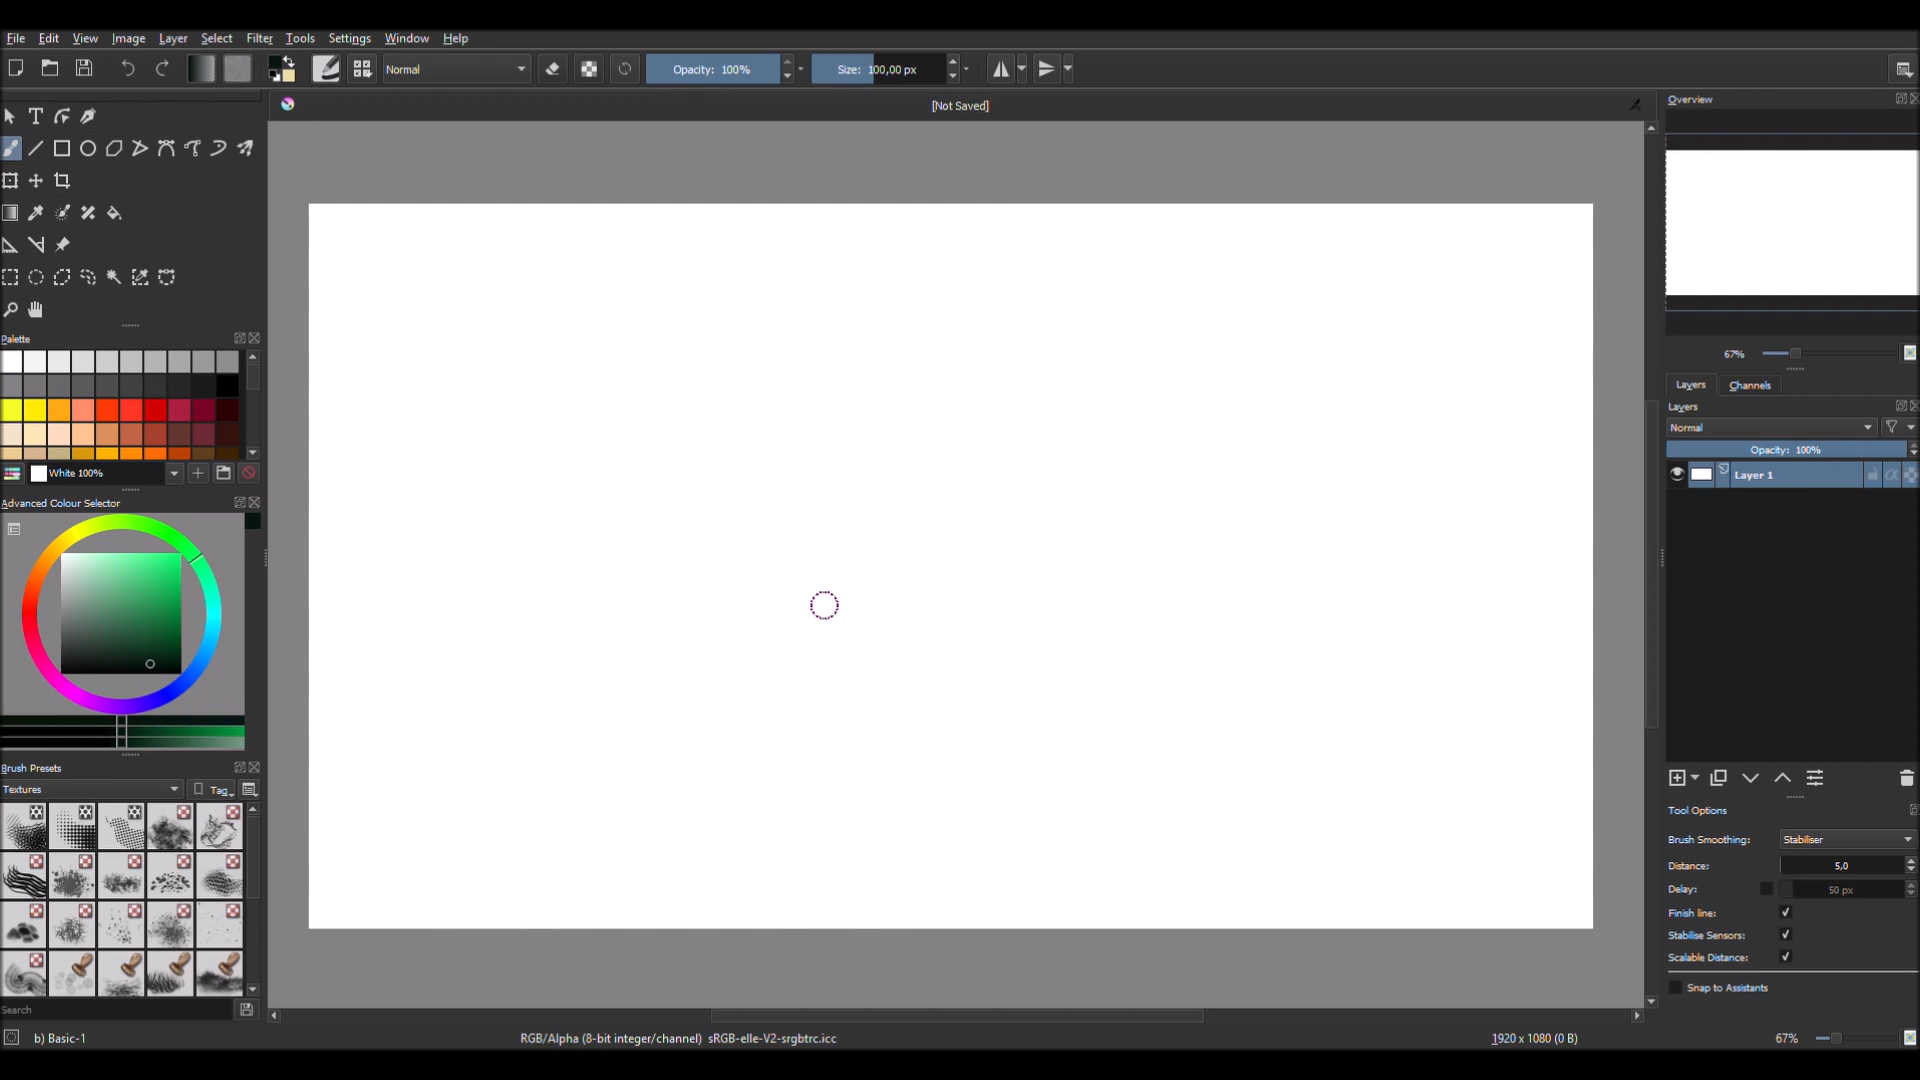 File Edit View Image Layer Select Filter Tools Settings Window Help
Normal Opacity: 100% Size: 100,00 px
[Not Saved]
Overview
67%
Palette
White 100%
Advanced Colour Selector
Brush Presets
Textures Tag
Search
Layers Channels
Layers
Normal
Opacity: 100%
Layer 1
Tool Options
Brush Smoothing: Stabiliser
Distance: 5,0
Delay: 50 px
Finish line:
Stabilise Sensors:
Scalable Distance:
Snap to Assistants
b) Basic-1 RGB/Alpha (8-bit integer/channel) sRGB-elle-V2-srgbtrc.icc 1920 x 1080 (0 B) 67%